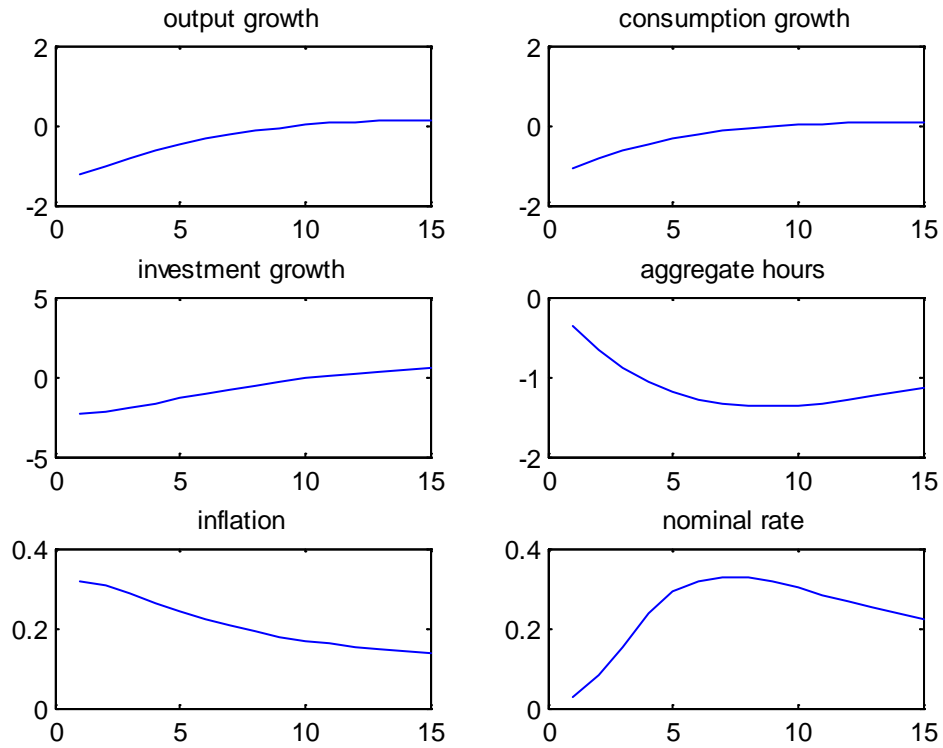 output growth
2
0
-2
0 5 10 15
consumption growth
2
0
-2
0 5 10 15
investment growth
5
0
-5
0 5 10 15
aggregate hours
0
-1
-2
0 5 10 15
inflation
0.4
0.2
0
0 5 10 15
nominal rate
0.4
0.2
0
0 5 10 15